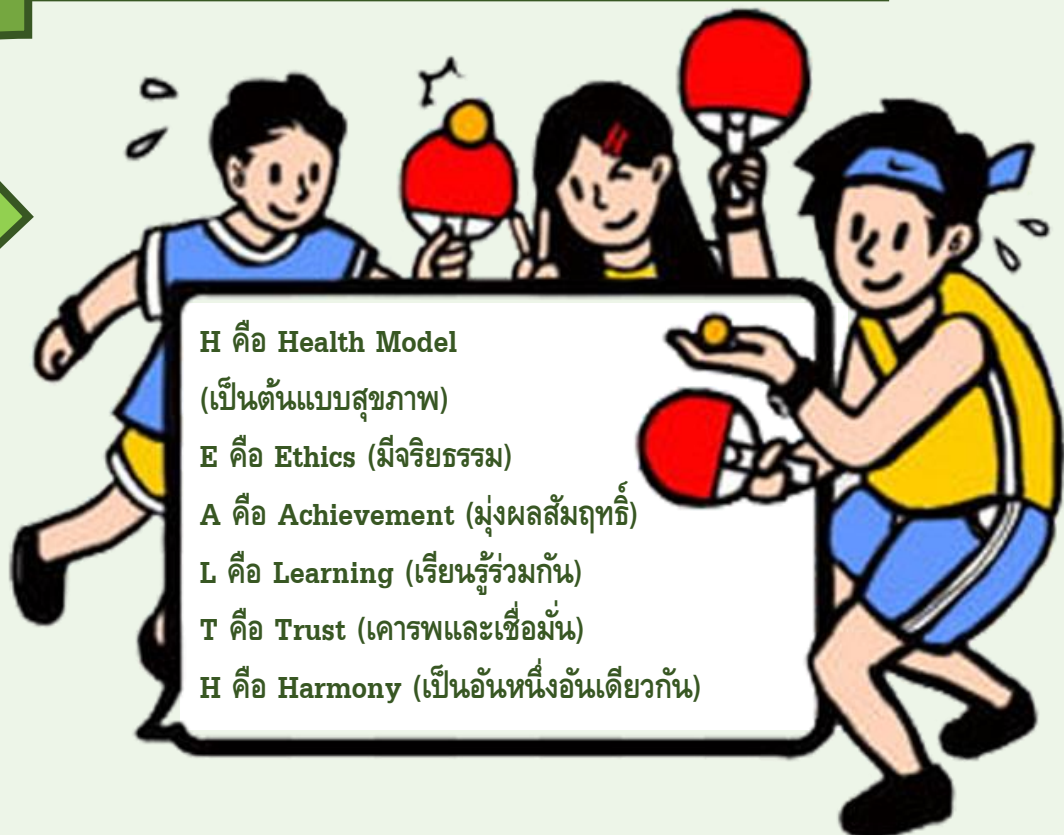 H คือ Health Model
(เป็นต้นแบบสุขภาพ)
E คือ Ethics (มีจริยธรรม)
A คือ Achievement (มุ่งผลสัมฤทธิ์)
L คือ Learning (เรียนรู้ร่วมกัน)
T คือ Trust (เคารพและเชื่อมั่น)
H คือ Harmony (เป็นอันหนึ่งอันเดียวกัน)